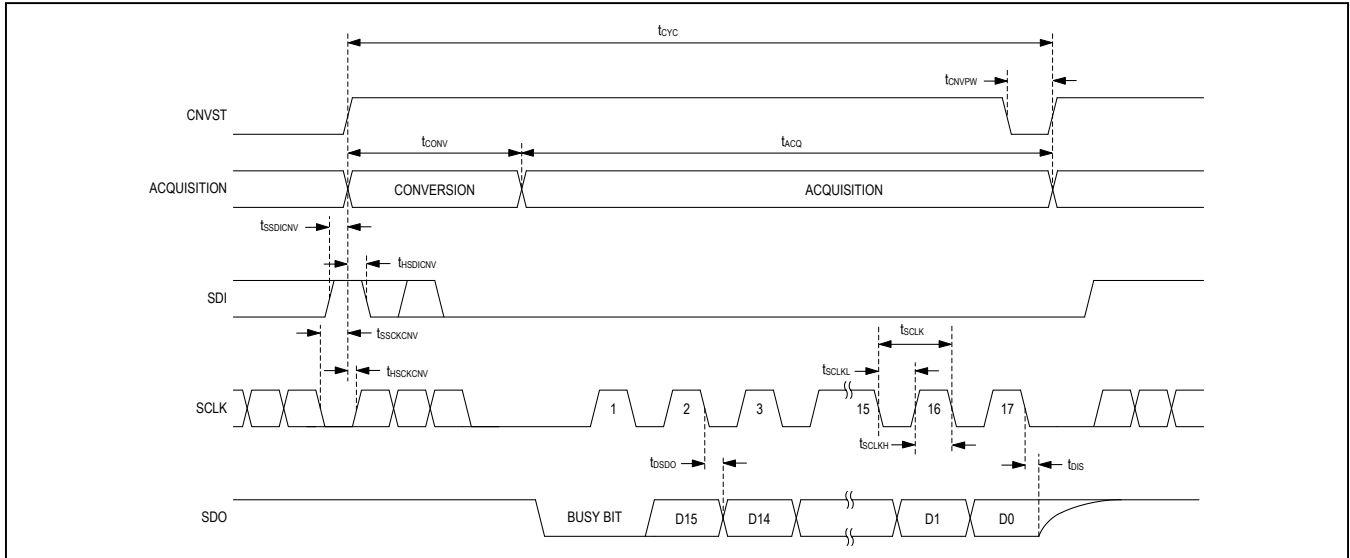 tCYC
tCNVPW
CNVST
tCONV
tACQ
ACQUISITION
CONVERSION
ACQUISITION
tSSDICNV
tHSDICNV
SDI
tSSCKCNV
tSCLK
tHSCKCNV
tSCLKL
SCLK
1 2 3 15 16 17
tSCLKH
tDSDO
tDIS
SDO
BUSY BIT D15 D14 D1 D0